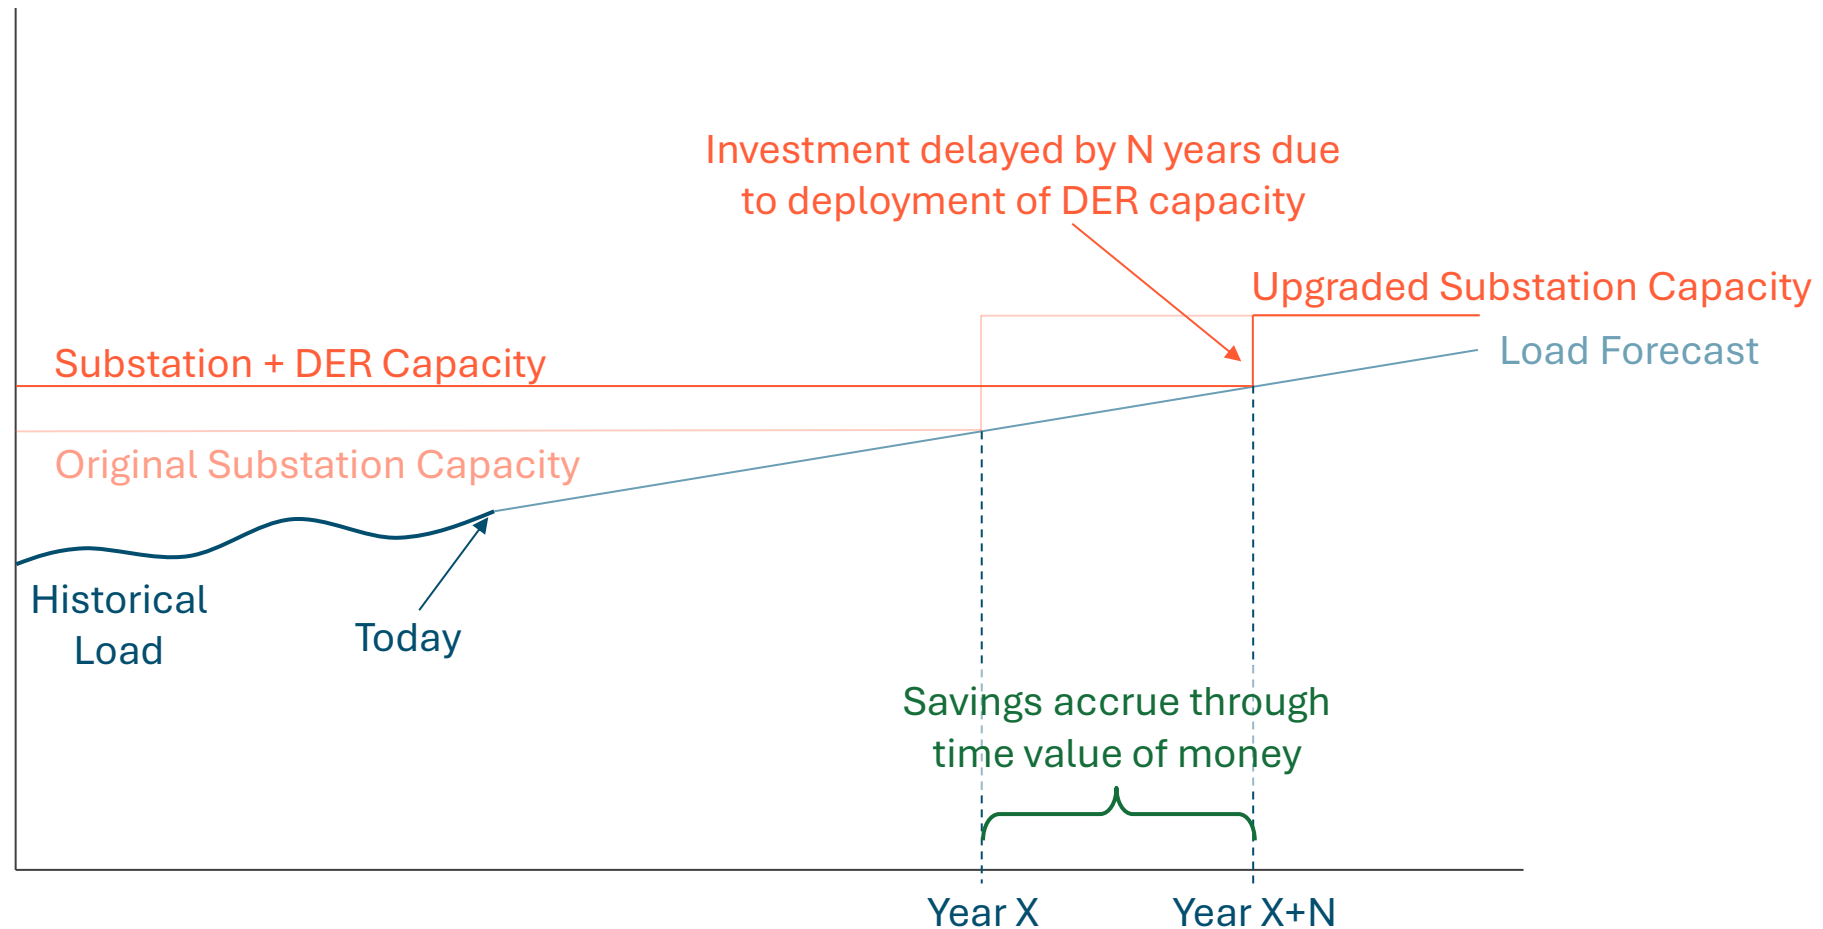 Investment delayed by N years due
to deployment of DER capacity
Upgraded Substation Capacity
Load Forecast
Substation + DER Capacity
Original Substation Capacity
Historical
Load
Today
Savings accrue through
time value of money
Year X
Year X+N